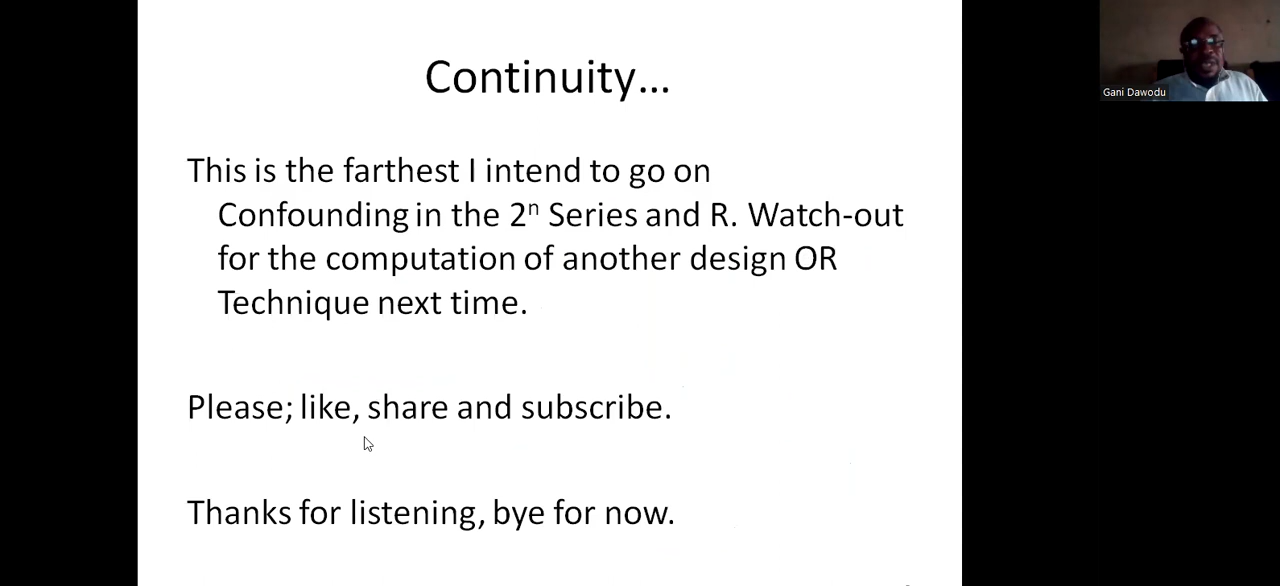 Continuity...
This is the farthest I intend to go on
Confounding in the 2ⁿ Series and R. Watch-out
for the computation of another design OR
Technique next time.
Please; like, share and subscribe.
Thanks for listening, bye for now.
Gani Dawodu